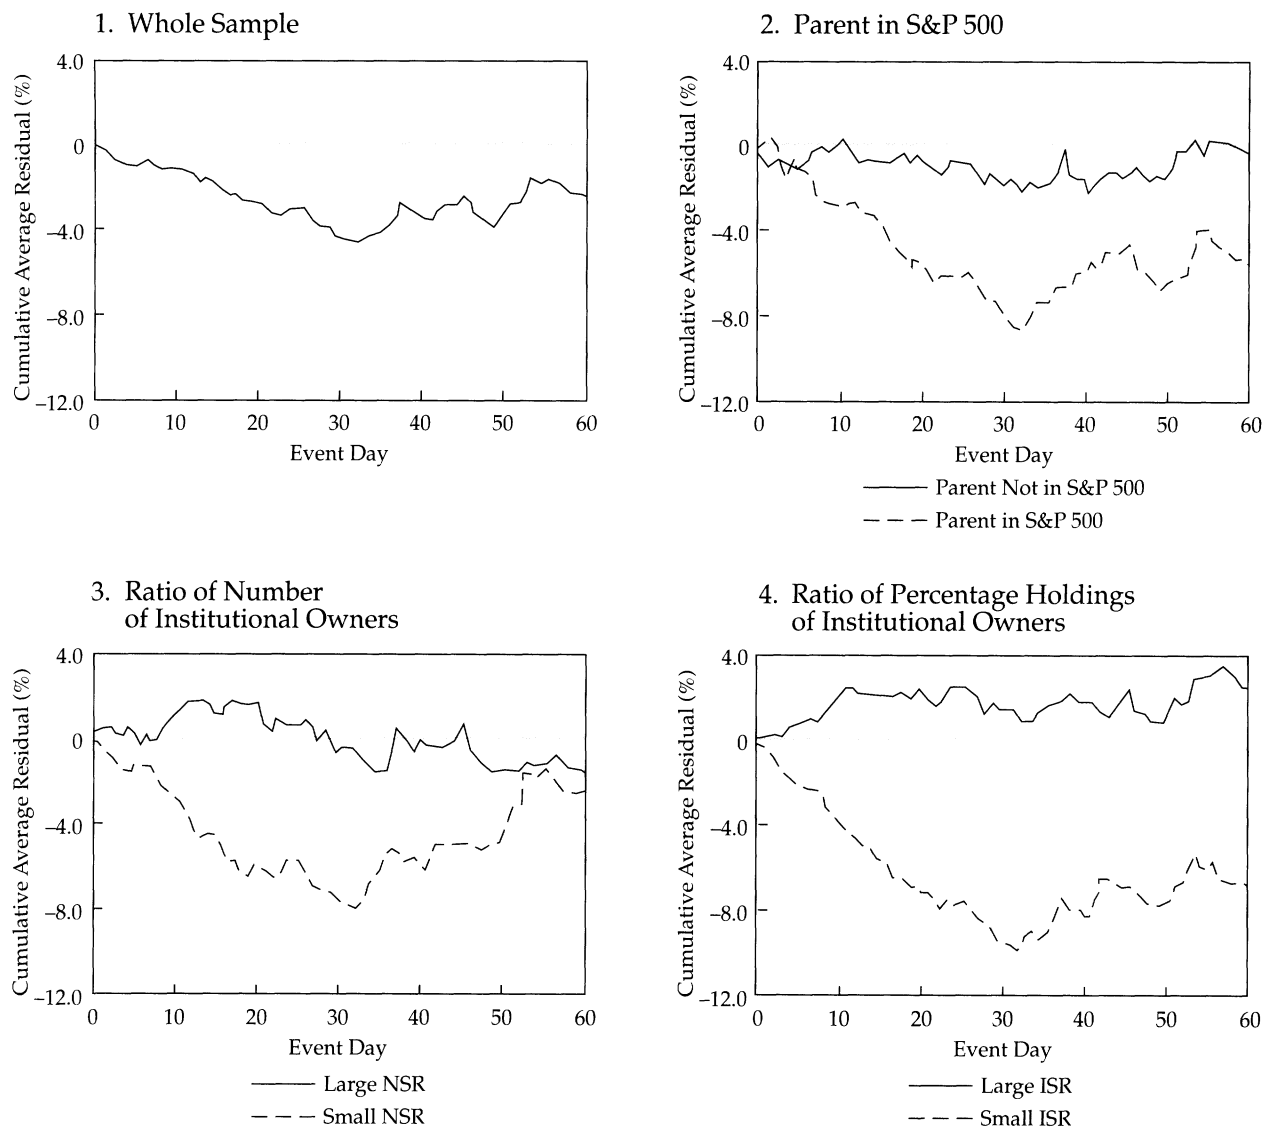 1. Whole Sample
Cumulative Average Residual (%)
4.0
0
−4.0
−8.0
−12.0
0 10 20 30 40 50 60
Event Day
2. Parent in S&P 500
Cumulative Average Residual (%)
4.0
0
−4.0
−8.0
−12.0
0 10 20 30 40 50 60
Event Day
Parent Not in S&P 500
Parent in S&P 500
3. Ratio of Number
of Institutional Owners
Cumulative Average Residual (%)
4.0
0
−4.0
−8.0
−12.0
0 10 20 30 40 50 60
Event Day
Large NSR
Small NSR
4. Ratio of Percentage Holdings
of Institutional Owners
Cumulative Average Residual (%)
4.0
0
−4.0
−8.0
−12.0
0 10 20 30 40 50 60
Event Day
Large ISR
Small ISR